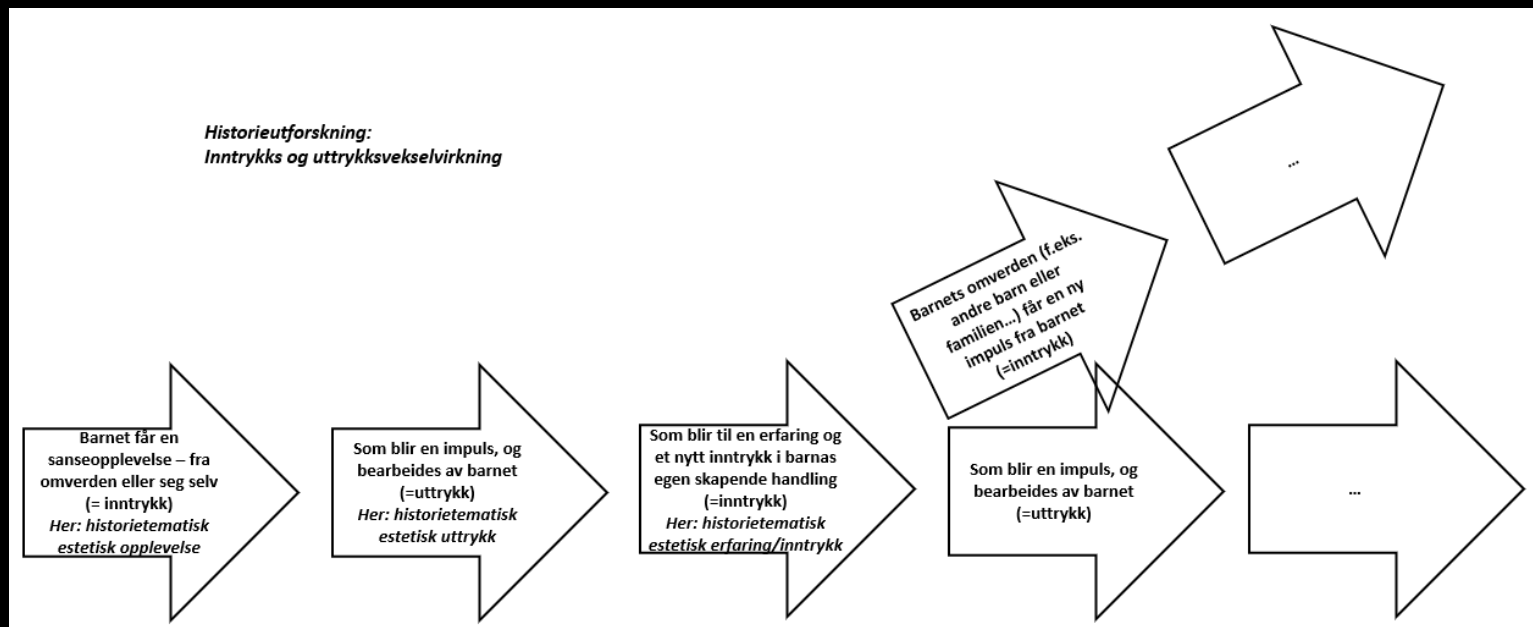 Historieutforskning:
Inntrykks og uttrykksvekselvirkning
Barnet får en
sanseopplevelse – fra
omverden eller seg selv
(= inntrykk)
Her: historietematisk
estetisk opplevelse
Som blir en impuls, og
bearbeides av barnet
(=uttrykk)
Her: historietematisk
estetisk uttrykk
Som blir til en erfaring og
et nytt inntrykk i barnas
egen skapende handling
(=inntrykk)
Her: historietematisk
estetisk erfaring/inntrykk
Barnets omverden (f.eks.
andre barn eller
familien...) får en ny
impuls fra barnet
(=inntrykk)
...
Som blir en impuls, og
bearbeides av barnet
(=uttrykk)
...